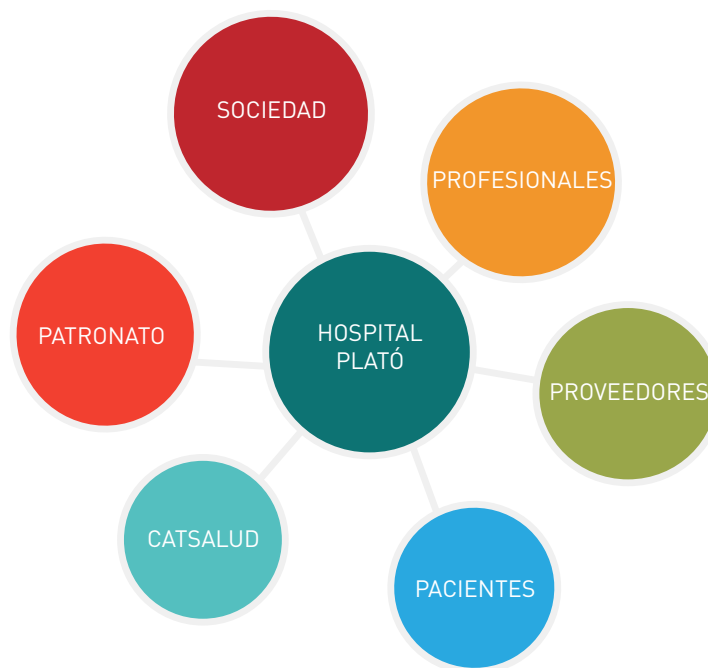 SOCIEDAD
PROFESIONALES
HOSPITAL
PLATÓ
PATRONATO
PROVEEDORES
CATSALUD
PACIENTES